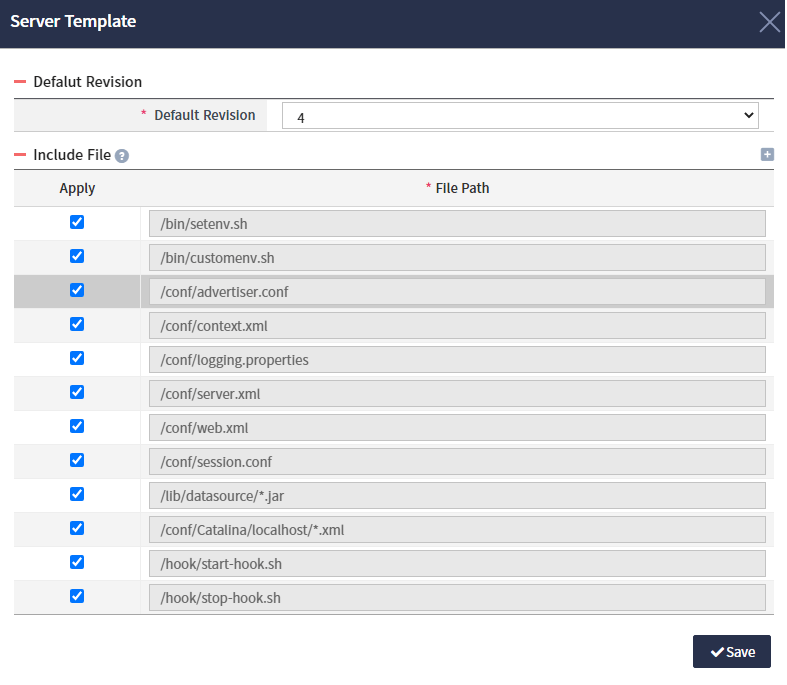 Server Template
Defalut Revision
* Default Revision
4
Include File ?
Apply
* File Path
/bin/setenv.sh
/bin/customenv.sh
/conf/advertiser.conf
/conf/context.xml
/conf/logging.properties
/conf/server.xml
/conf/web.xml
/conf/session.conf
/lib/datasource/*.jar
/conf/Catalina/localhost/*.xml
/hook/start-hook.sh
/hook/stop-hook.sh
Save